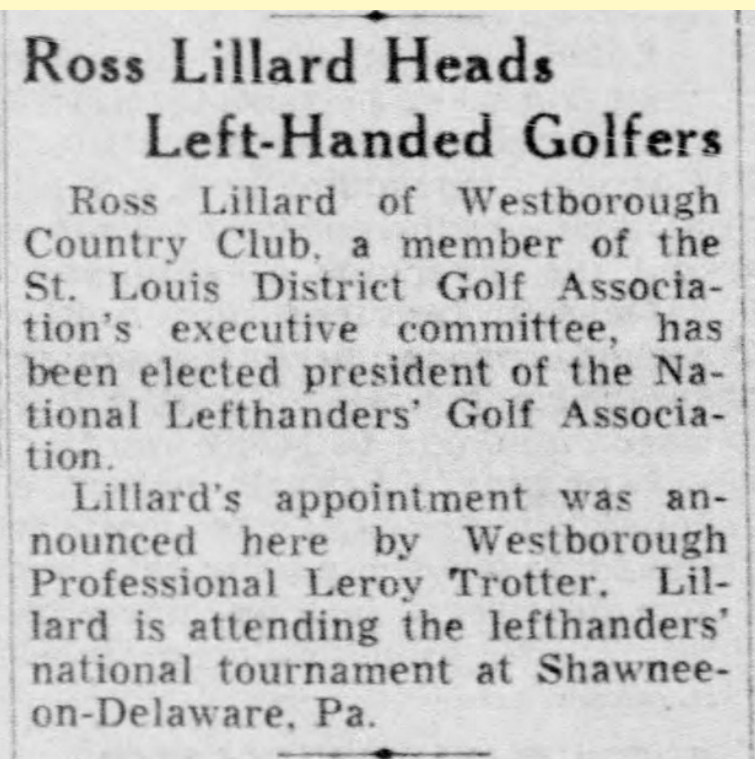 Ross Lillard Heads
Left-Handed Golfers
Ross Lillard of Westborough
Country Club, a member of the
St. Louis District Golf Associa-
tion's executive committee, has
been elected president of the Na-
tional Lefthanders' Golf Associa-
tion.
Lillard's appointment was an-
nounced here by Westborough
Professional Leroy Trotter. Lil-
lard is attending the lefthanders'
national tournament at Shawnee-
on-Delaware, Pa.